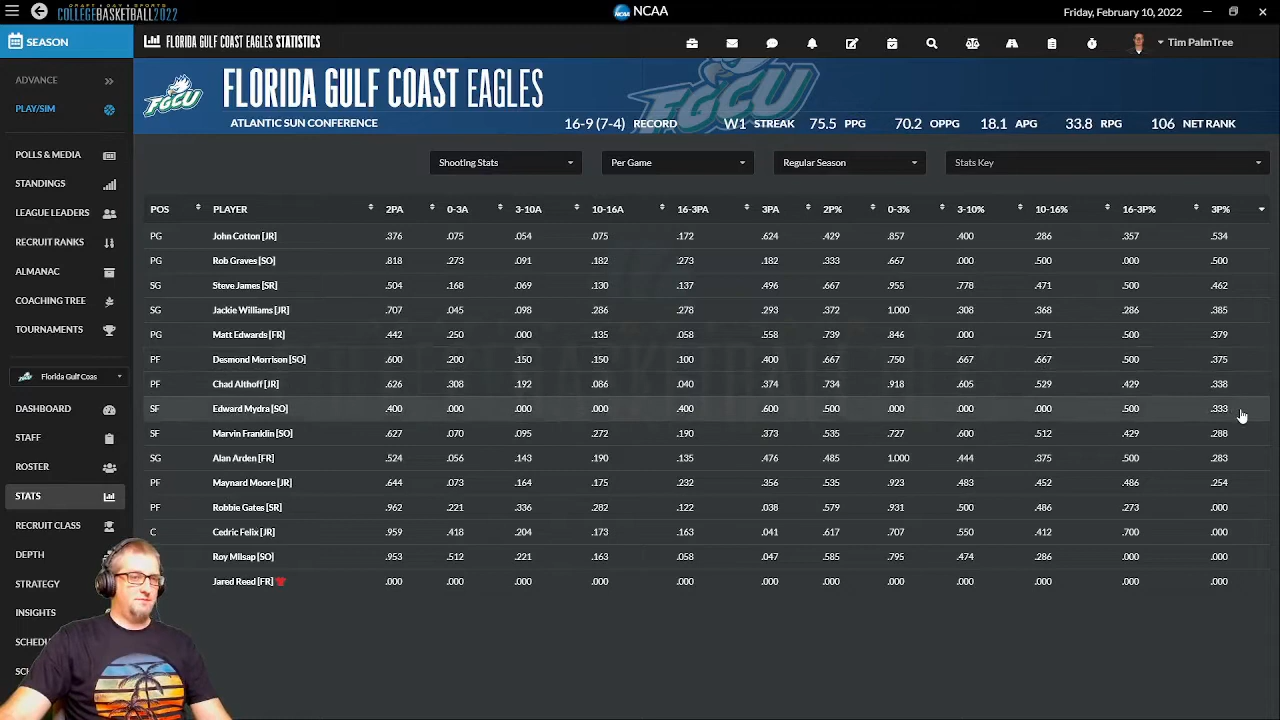 DRAFT DAY SPORTS
COLLEGE BASKETBALL 2022
NCAA NCAA
Friday, February 10, 2022
SEASON
FLORIDA GULF COAST EAGLES STATISTICS
Tim PalmTree
ADVANCE
PLAY/SIM
FGCU FLORIDA GULF COAST EAGLES FGCU
ATLANTIC SUN CONFERENCE 16-9 (7-4) RECORD W1 STREAK 75.5 PPG 70.2 OPPG 18.1 APG 33.8 RPG 106 NET RANK
POLLS & MEDIA
STANDINGS
LEAGUE LEADERS
RECRUIT RANKS
ALMANAC
COACHING TREE
TOURNAMENTS
Florida Gulf Coas
DASHBOARD
STAFF
ROSTER
STATS
RECRUIT CLASS
DEPTH
STRATEGY
INSIGHTS
SCHEDU
SC
Shooting Stats Per Game Regular Season Stats Key
POS PLAYER 2PA 0-3A 3-10A 10-16A 16-3PA 3PA 2P% 0-3% 3-10% 10-16% 16-3P% 3P%
PG John Cotton [JR] .376 .075 .054 .075 .172 .624 .429 .857 .400 .286 .357 .534
PG Rob Graves [SO] .818 .273 .091 .182 .273 .182 .333 .667 .000 .500 .000 .500
SG Steve James [SR] .504 .168 .069 .130 .137 .496 .667 .955 .778 .471 .500 .462
SG Jackie Williams [JR] .707 .045 .098 .286 .278 .293 .372 1.000 .308 .368 .286 .385
PG Matt Edwards [FR] .442 .250 .000 .135 .058 .558 .739 .846 .000 .571 .500 .379
PF Desmond Morrison [SO] .600 .200 .150 .150 .100 .400 .667 .750 .667 .667 .500 .375
PF Chad Althoff [JR] .626 .308 .192 .086 .040 .374 .734 .918 .605 .529 .429 .338
SF Edward Mydra [SO] .400 .000 .000 .000 .400 .600 .500 .000 .000 .000 .500 .333
SF Marvin Franklin [SO] .627 .070 .095 .272 .190 .373 .535 .727 .600 .512 .429 .288
SG Alan Arden [FR] .524 .056 .143 .190 .135 .476 .485 1.000 .444 .375 .500 .283
PF Maynard Moore [JR] .644 .073 .164 .175 .232 .356 .535 .923 .483 .452 .486 .254
PF Robbie Gates [SR] .962 .221 .336 .282 .122 .038 .579 .931 .500 .486 .273 .000
C Cedric Felix [JR] .959 .418 .204 .173 .163 .041 .617 .707 .550 .412 .700 .000
Roy Milsap [SO] .953 .512 .221 .163 .058 .047 .585 .795 .474 .286 .000 .000
Jared Reed [FR] .000 .000 .000 .000 .000 .000 .000 .000 .000 .000 .000 .000